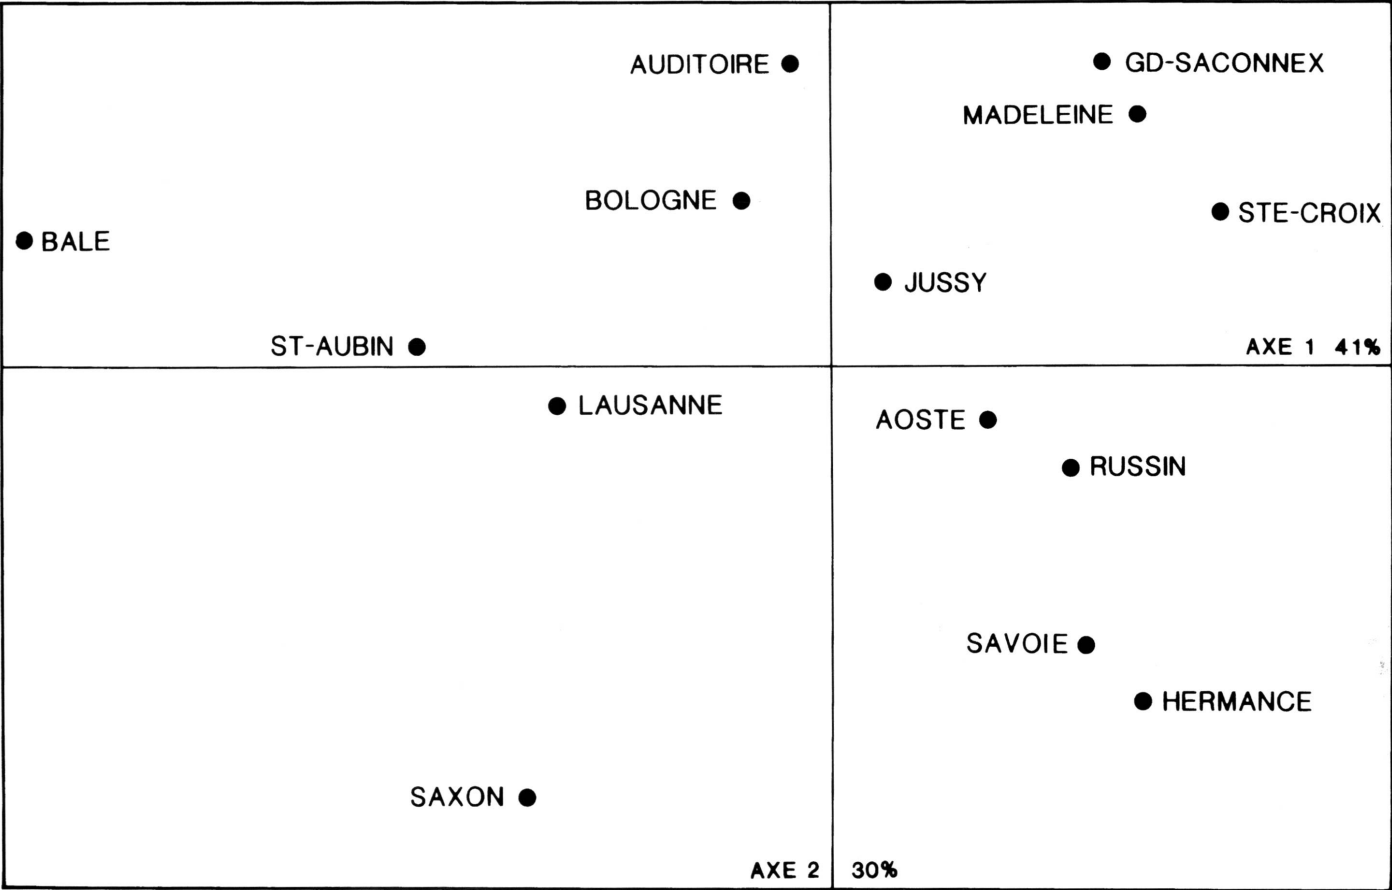 AUDITOIRE
GD-SACONNEX
MADELEINE
BOLOGNE
STE-CROIX
BALE
JUSSY
ST-AUBIN
AXE 1 41%
LAUSANNE
AOSTE
RUSSIN
SAVOIE
HERMANCE
SAXON
AXE 2 30%